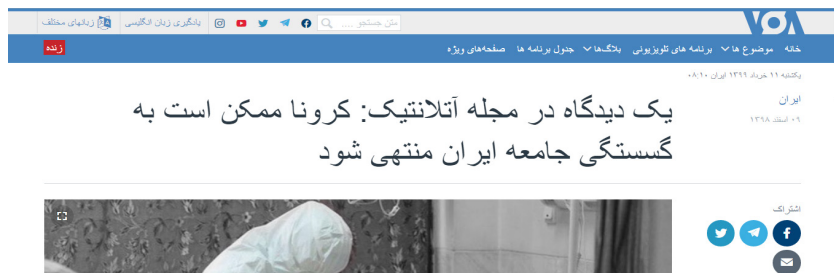 VOA
متن جستجو ....
یادگیری زبان انگلیسی
زبانهای مختلف
خانه موضوع ها برنامه های تلویزیونی بلاگ‌ها جدول برنامه ها صفحه‌های ویژه
زنده
یکشنبه ۱۱ خرداد ۱۳۹۹ ایران ۰۸:۱۰
ایران
۰۹ اسفند ۱۳۹۸
یک دیدگاه در مجله آتلانتیک: کرونا ممکن است به
گسستگی جامعه ایران منتهی شود
اشتراک